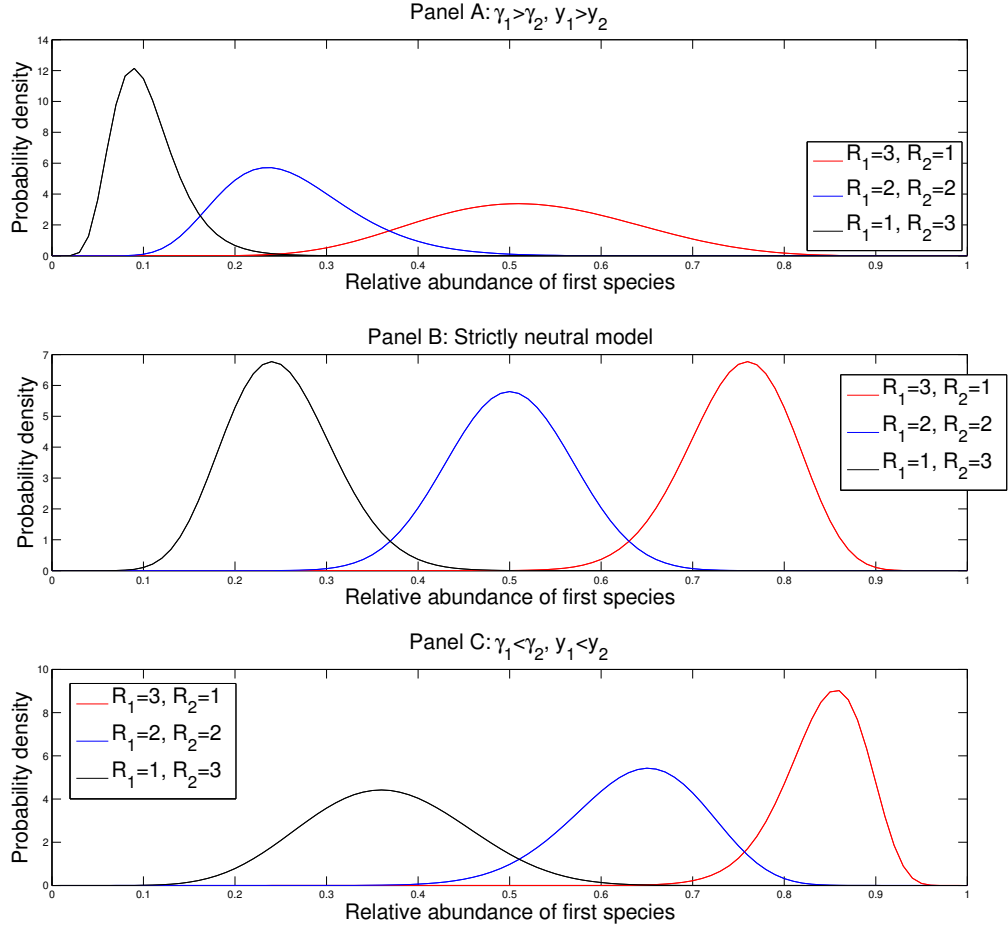 Panel A: γ₁>γ₂, y₁>y₂
14
12
10
8
6
4
2
0
Probability density
R₁=3, R₂=1
R₁=2, R₂=2
R₁=1, R₂=3
0 0.1 0.2 0.3 0.4 0.5 0.6 0.7 0.8 0.9 1
Relative abundance of first species
Panel B: Strictly neutral model
7
6
5
4
3
2
1
0
Probability density
R₁=3, R₂=1
R₁=2, R₂=2
R₁=1, R₂=3
0 0.1 0.2 0.3 0.4 0.5 0.6 0.7 0.8 0.9 1
Relative abundance of first species
Panel C: γ₁<γ₂, y₁<y₂
10
8
6
4
2
0
Probability density
R₁=3, R₂=1
R₁=2, R₂=2
R₁=1, R₂=3
0 0.1 0.2 0.3 0.4 0.5 0.6 0.7 0.8 0.9 1
Relative abundance of first species